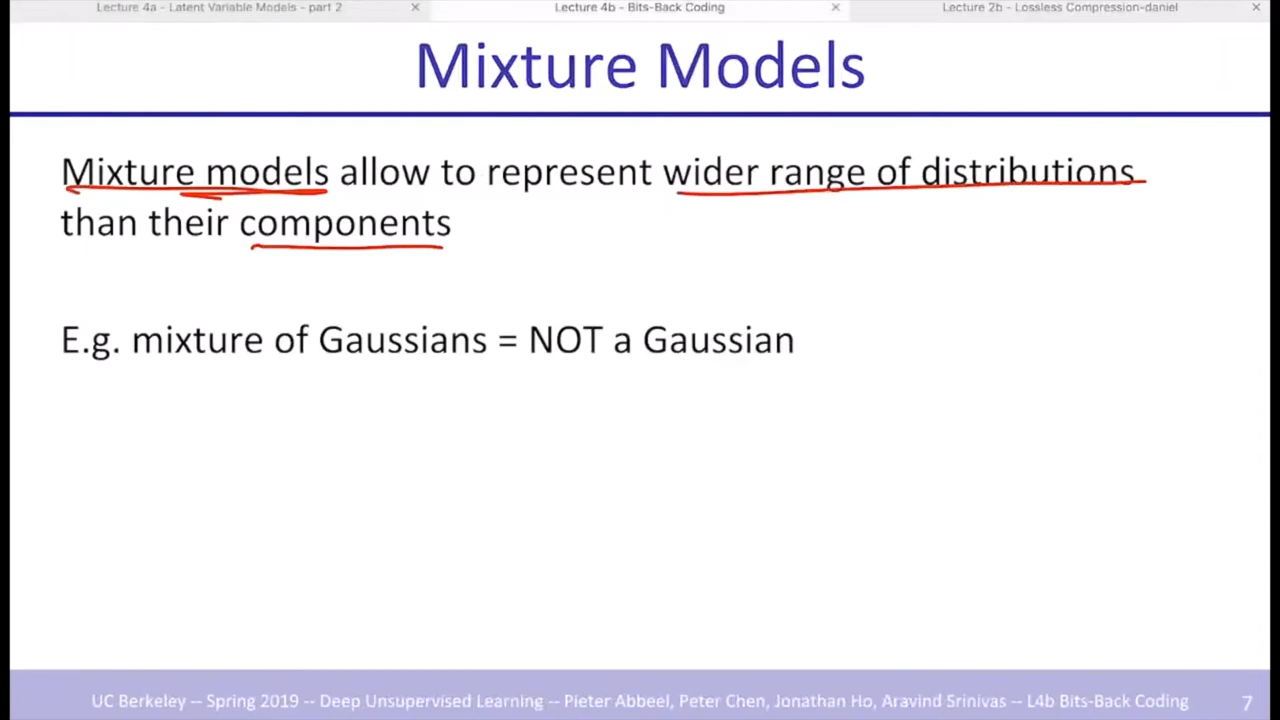 Lecture 4a - Latent Variable Models - part 2 × Lecture 4b - Bits-Back Coding × Lecture 2b - Lossless Compression-daniel ×
Mixture Models
Mixture models allow to represent wider range of distributions
than their components
E.g. mixture of Gaussians = NOT a Gaussian
UC Berkeley -- Spring 2019 -- Deep Unsupervised Learning -- Pieter Abbeel, Peter Chen, Jonathan Ho, Aravind Srinivas -- L4b Bits-Back Coding 7